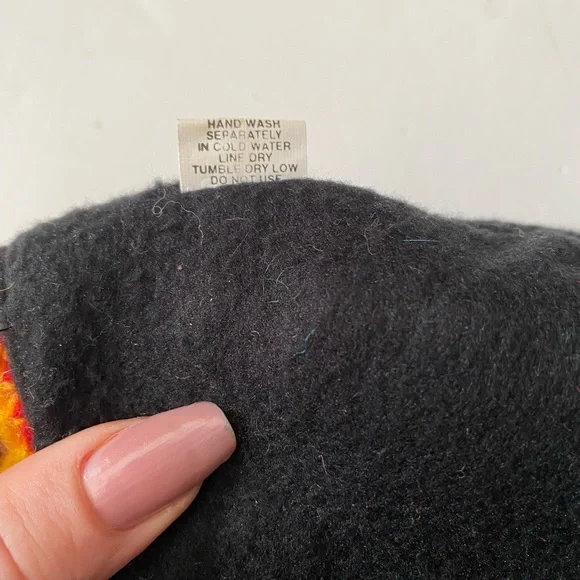 HAND WASH
SEPARATELY
IN COLD WATER
LINE DRY
TUMBLE DRY LOW
DO NOT USE